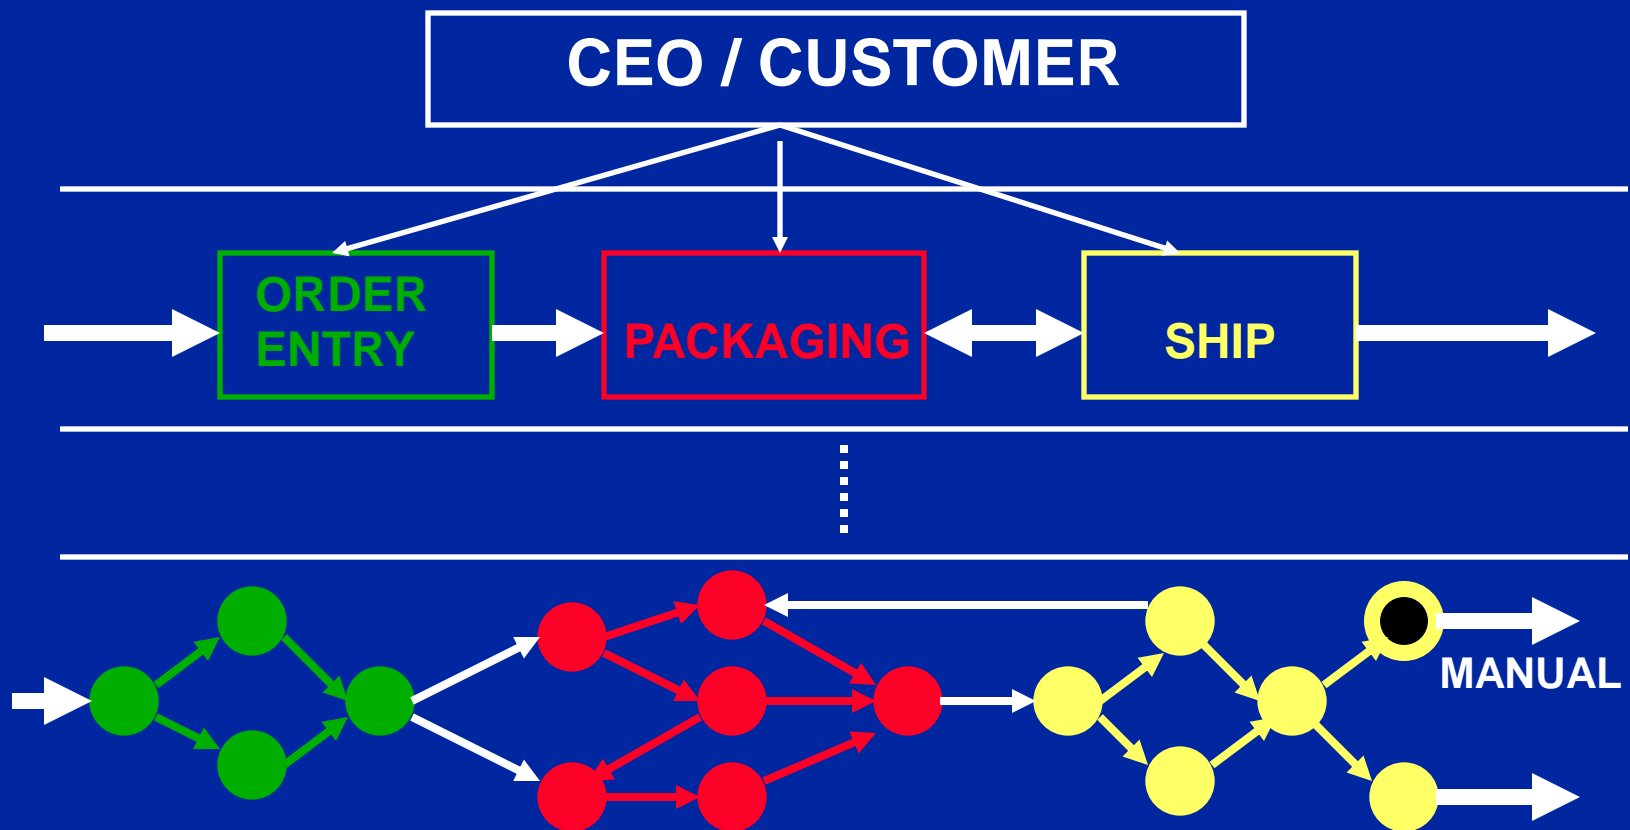 CEO / CUSTOMER
ORDER
ENTRY
PACKAGING
SHIP
MANUAL